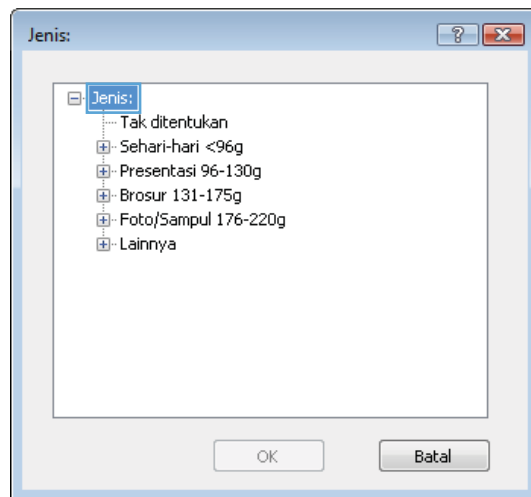 Jenis:
Jenis:
Tak ditentukan
Sehari-hari <96g
Presentasi 96-130g
Brosur 131-175g
Foto/Sampul 176-220g
Lainnya
OK
Batal